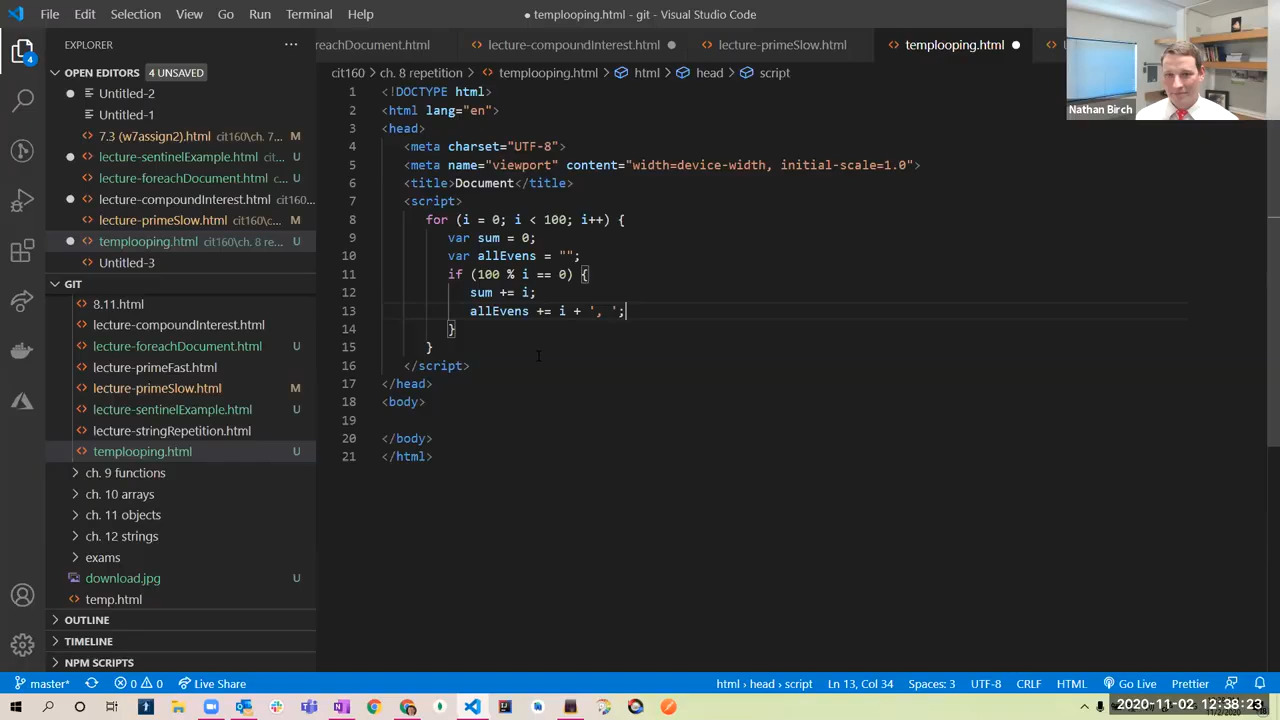 File Edit Selection View Go Run Terminal Help
● templooping.html - git - Visual Studio Code
EXPLORER
reachDocument.html lecture-compoundInterest.html lecture-primeSlow.html templooping.html
cit160 > ch. 8 repetition > templooping.html > html > head > script
OPEN EDITORS 4 UNSAVED
Untitled-2
Untitled-1
7.3 (w7assign2).html cit160\ch. 7... M
lecture-sentinelExample.html cit160\...
lecture-foreachDocument.html c...
lecture-compoundInterest.html cit160...
lecture-primeSlow.html cit160\c...
templooping.html cit160\ch. 8 re... U
Untitled-3
GIT
8.11.html
lecture-compoundInterest.html
lecture-foreachDocument.html U
lecture-primeFast.html
lecture-primeSlow.html M
lecture-sentinelExample.html U
lecture-stringRepetition.html
templooping.html U
ch. 9 functions
ch. 10 arrays
ch. 11 objects
ch. 12 strings
exams
download.jpg U
temp.html
OUTLINE
TIMELINE
NPM SCRIPTS
1 <!DOCTYPE html>
2 <html lang="en">
3 <head>
4 <meta charset="UTF-8">
5 <meta name="viewport" content="width=device-width, initial-scale=1.0">
6 <title>Document</title>
7 <script>
8 for (i = 0; i < 100; i++) {
9 var sum = 0;
10 var allEvens = "";
11 if (100 % i == 0) {
12 sum += i;
13 allEvens += i + ', ';
14 }
15 }
16 </script>
17 </head>
18 <body>
19
20 </body>
21 </html>
Nathan Birch
4
master* 0 0 Live Share
html > head > script Ln 13, Col 34 Spaces: 3 UTF-8 CRLF HTML Go Live Prettier
2020-11-02 12:38:23